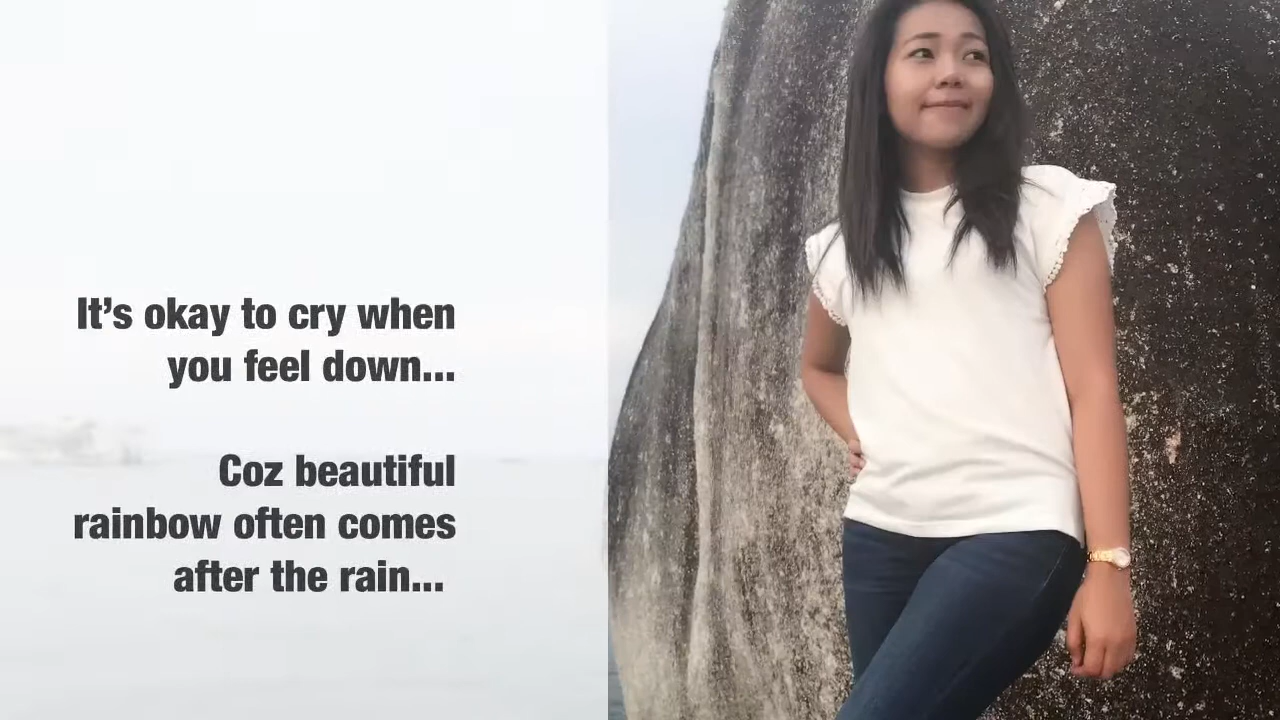 It’s okay to cry when
you feel down...
Coz beautiful
rainbow often comes
after the rain...